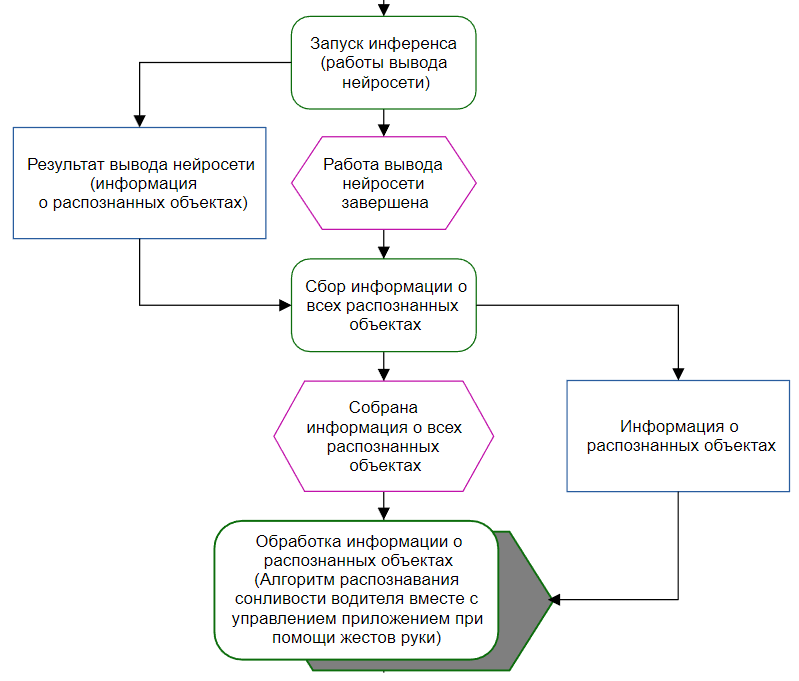 Запуск инференса
(работы вывода
нейросети)
Результат вывода нейросети
(информация
о распознанных объектах)
Работа вывода
нейросети
завершена
Сбор информации о
всех распознанных
объектах
Собрана
информация о всех
распознанных
объектах
Информация о
распознанных объектах
Обработка информации о
распознанных объектах
(Алгоритм распознавания
сонливости водителя вместе с
управлением приложением при
помощи жестов руки)